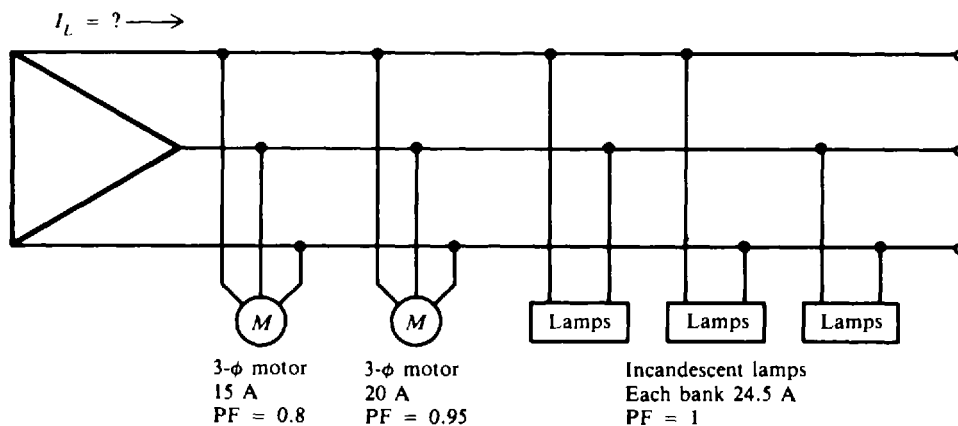 I_L = ? →
M
M
Lamps
Lamps
Lamps
3-ϕ motor
15 A
PF = 0.8
3-ϕ motor
20 A
PF = 0.95
Incandescent lamps
Each bank 24.5 A
PF = 1